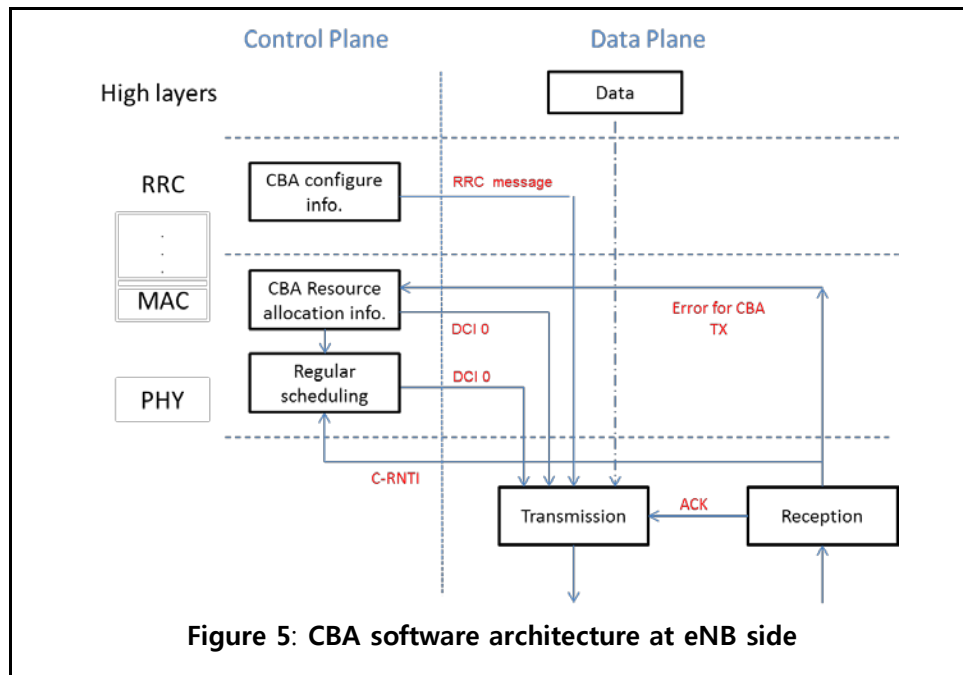 Control Plane
Data Plane
High layers
Data
RRC
CBA configure
info.
RRC message
.
.
.
MAC
CBA Resource
allocation info.
Error for CBA
TX
DCI 0
Regular
scheduling
DCI 0
PHY
C-RNTI
Transmission
ACK
Reception
Figure 5: CBA software architecture at eNB side